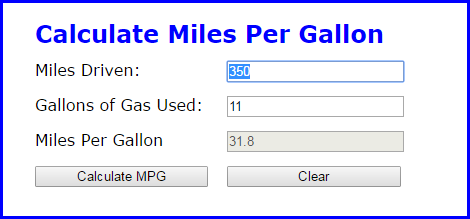 Calculate Miles Per Gallon
Miles Driven: 350
Gallons of Gas Used: 11
Miles Per Gallon 31.8
Calculate MPG Clear